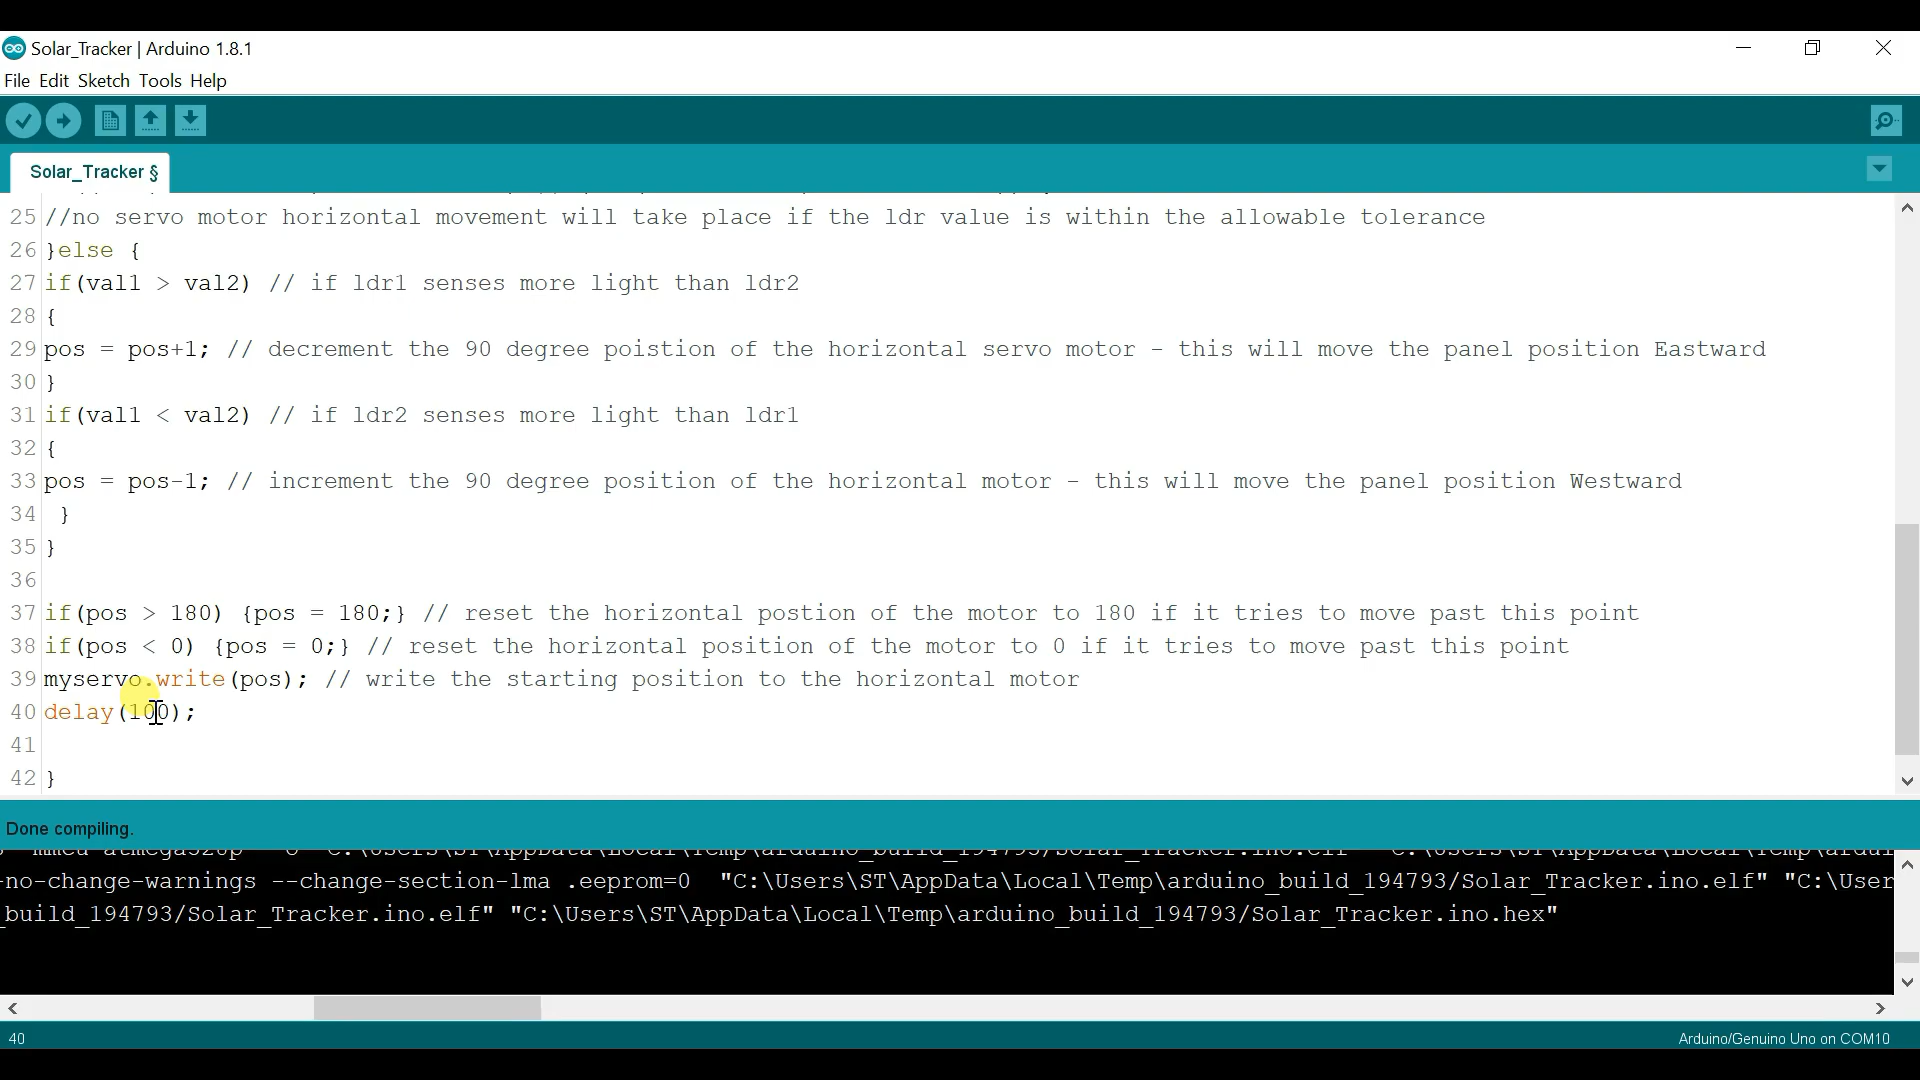 Solar_Tracker | Arduino 1.8.1
File Edit Sketch Tools Help
Solar_Tracker §
25 //no servo motor horizontal movement will take place if the ldr value is within the allowable tolerance
26 }else {
27 if(val1 > val2) // if ldr1 senses more light than ldr2
28 {
29 pos = pos+1; // decrement the 90 degree poistion of the horizontal servo motor - this will move the panel position Eastward
30 }
31 if(val1 < val2) // if ldr2 senses more light than ldr1
32 {
33 pos = pos-1; // increment the 90 degree position of the horizontal motor - this will move the panel position Westward
34 }
35 }
36
37 if(pos > 180) {pos = 180;} // reset the horizontal postion of the motor to 180 if it tries to move past this point
38 if(pos < 0) {pos = 0;} // reset the horizontal position of the motor to 0 if it tries to move past this point
39 myservo.write(pos); // write the starting position to the horizontal motor
40 delay(100);
41
42 }
Done compiling.
-no-change-warnings --change-section-lma .eeprom=0 "C:\Users\ST\AppData\Local\Temp\arduino_build_194793/Solar_Tracker.ino.elf" "C:\User
_build_194793/Solar_Tracker.ino.elf" "C:\Users\ST\AppData\Local\Temp\arduino_build_194793/Solar_Tracker.ino.hex"
40
Arduino/Genuino Uno on COM10